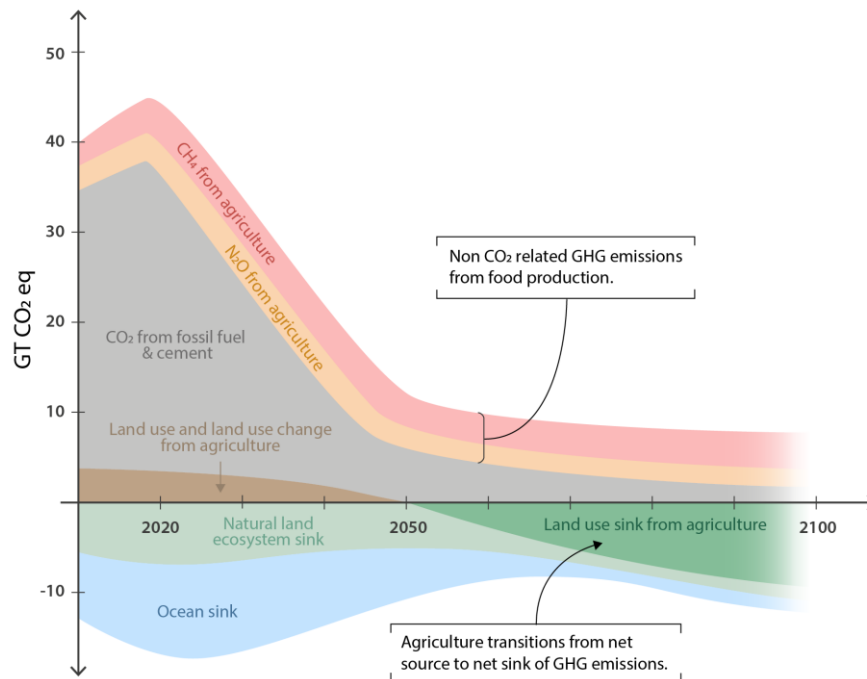 50
40
30
20
10
-10
GT CO₂ eq
CH₄ from agriculture
N₂O from agriculture
Non CO₂ related GHG emissions
from food production.
CO₂ from fossil fuel
& cement
Land use and land use change
from agriculture
2020
2050
2100
Natural land
ecosystem sink
Land use sink from agriculture
Ocean sink
Agriculture transitions from net
source to net sink of GHG emissions.